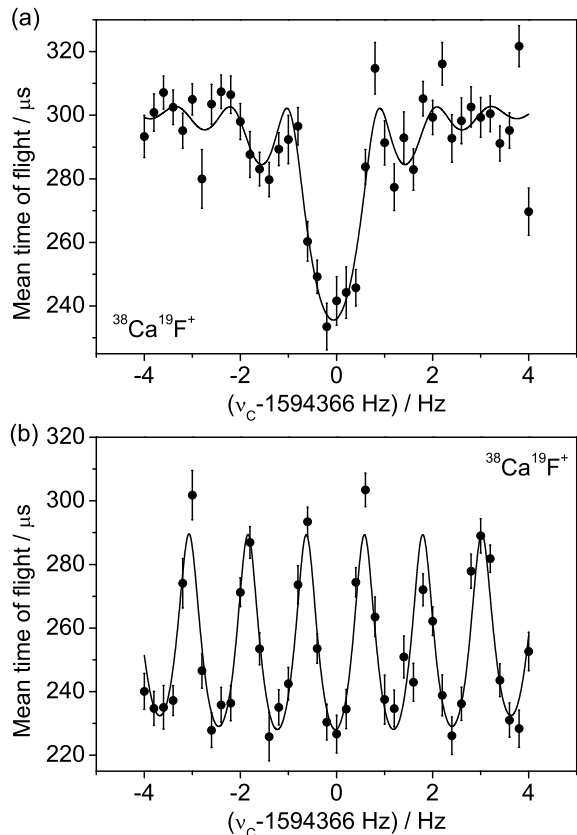 (a)
320
300
280
260
240
Mean time of flight / μs
³⁸Ca¹⁹F⁺
-4 -2 0 2 4
(ν_C-1594366 Hz) / Hz
(b)
320
300
280
260
240
220
Mean time of flight / μs
³⁸Ca¹⁹F⁺
-4 -2 0 2 4
(ν_C-1594366 Hz) / Hz